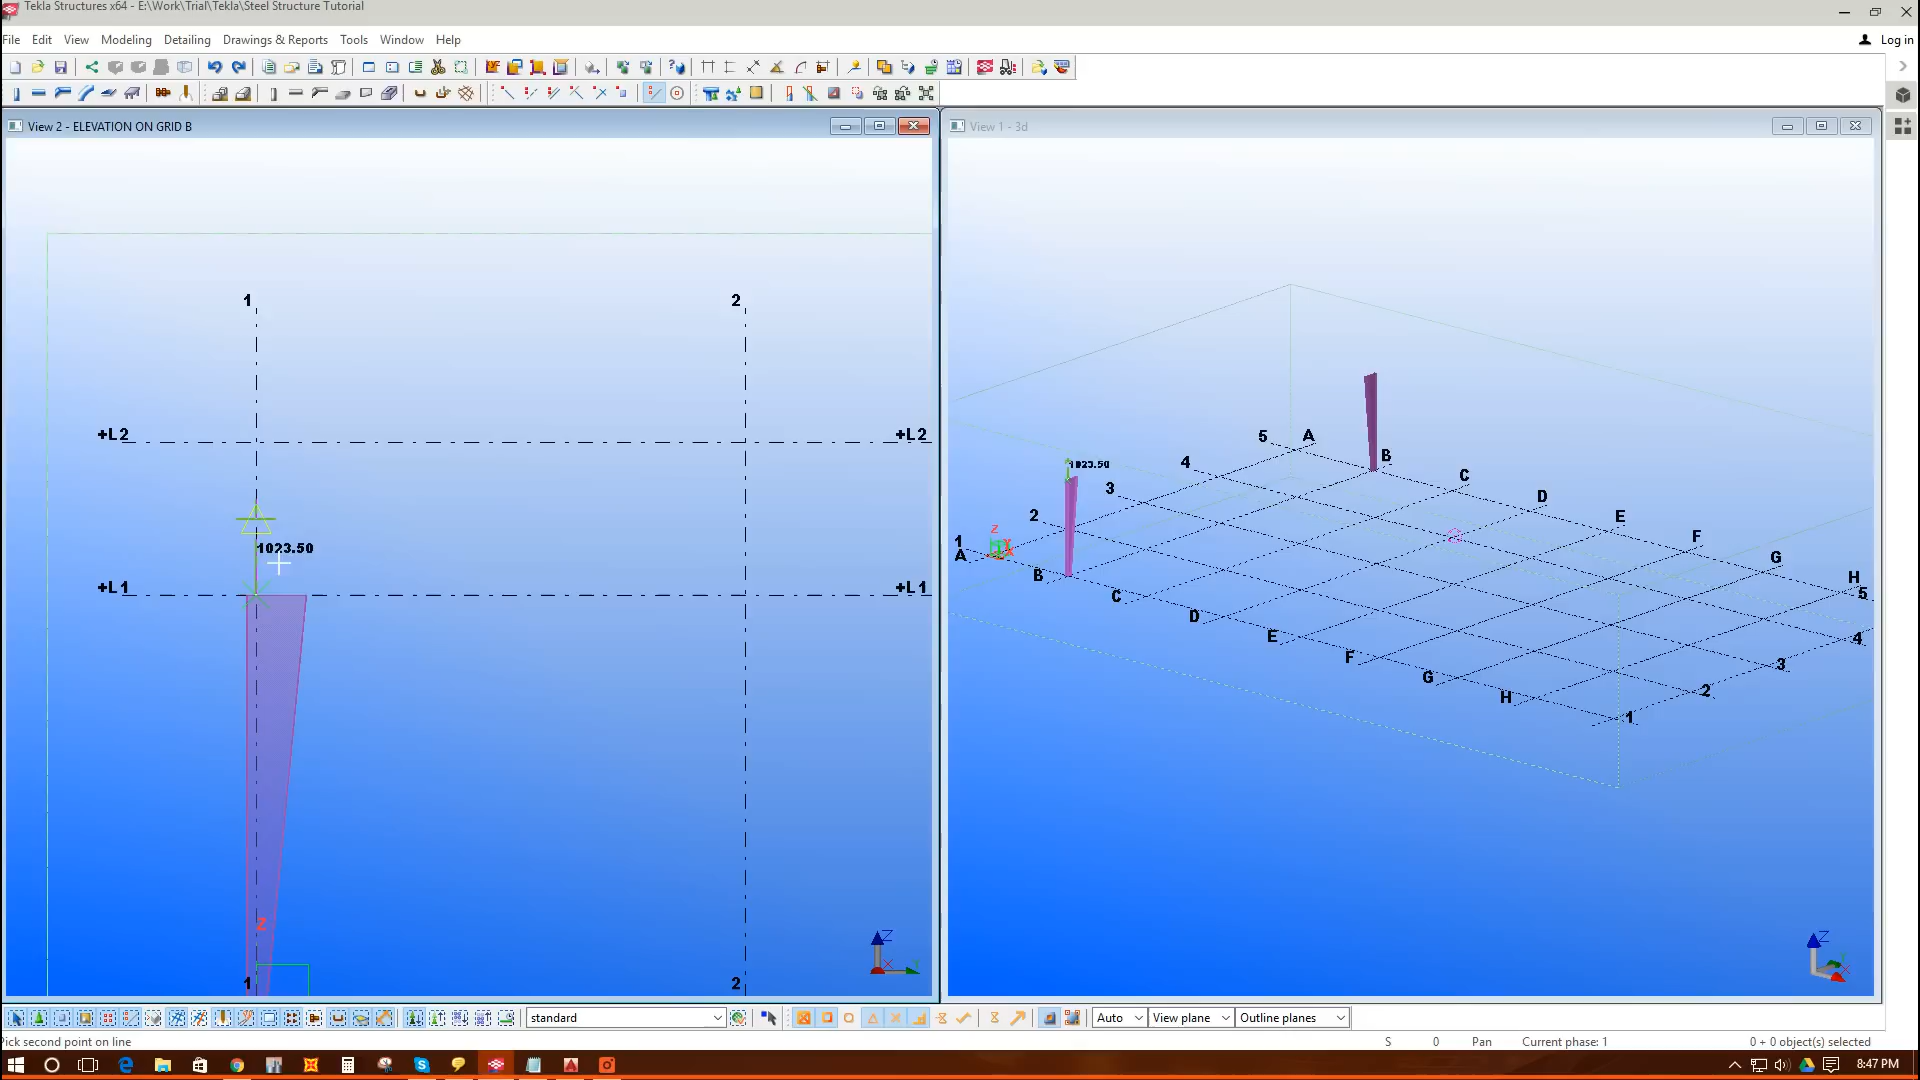 Tekla Structures x64 - E:\Work\Trial\Tekla\Steel Structure Tutorial
File Edit View Modeling Detailing Drawings & Reports Tools Window Help
Log in
View 2 - ELEVATION ON GRID B
View 1 - 3d
1 2
+L2 +L2
1023.50
+L1 +L1
Z
1 2
Z
X Y
5 A
B
4
C
3
D
2
E
1
A
F
G
H
5
B
C
D
E
F
G
H
4
3
2
1
1023.50
Z
Y
X
Z
X
standard
Auto
View plane
Outline planes
Pick second point on line
S 0 Pan Current phase: 1 0 + 0 object(s) selected
8:47 PM